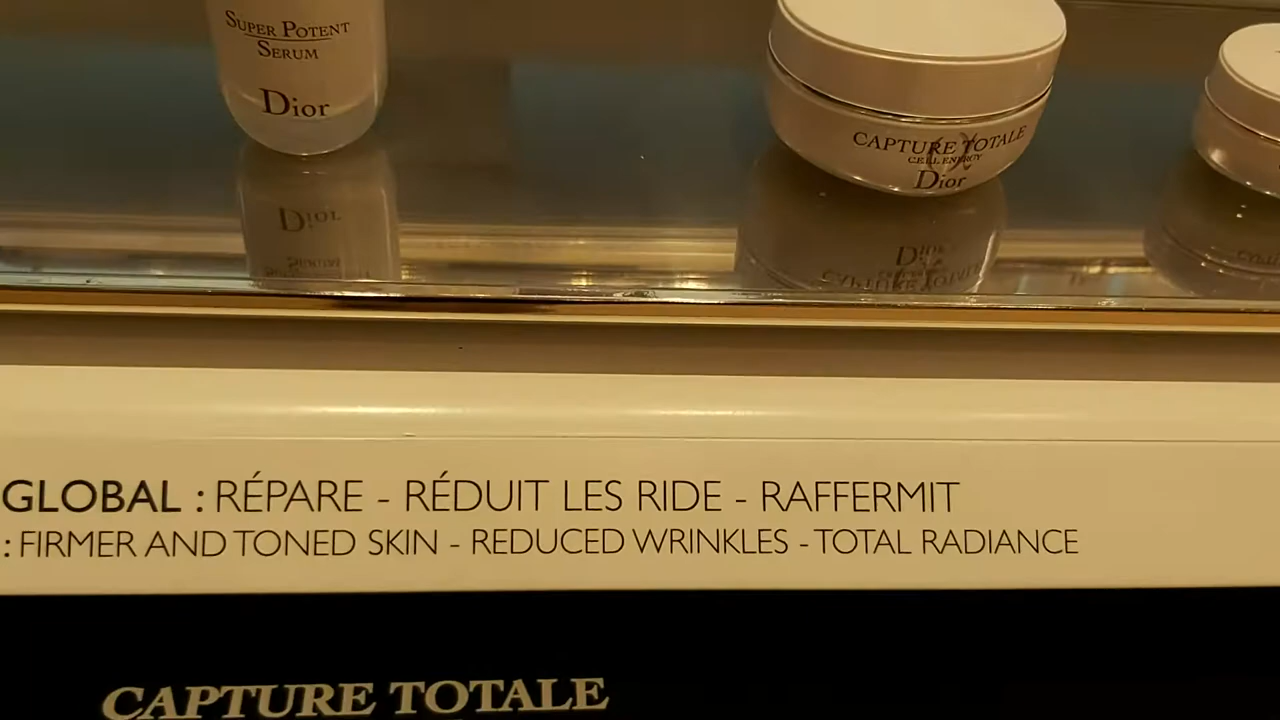 SUPER POTENT
SERUM
Dior
CAPTURE TOTALE
CELL ENERGY
Dior
GLOBAL : RÉPARE - RÉDUIT LES RIDE - RAFFERMIT
: FIRMER AND TONED SKIN - REDUCED WRINKLES - TOTAL RADIANCE
CAPTURE TOTALE